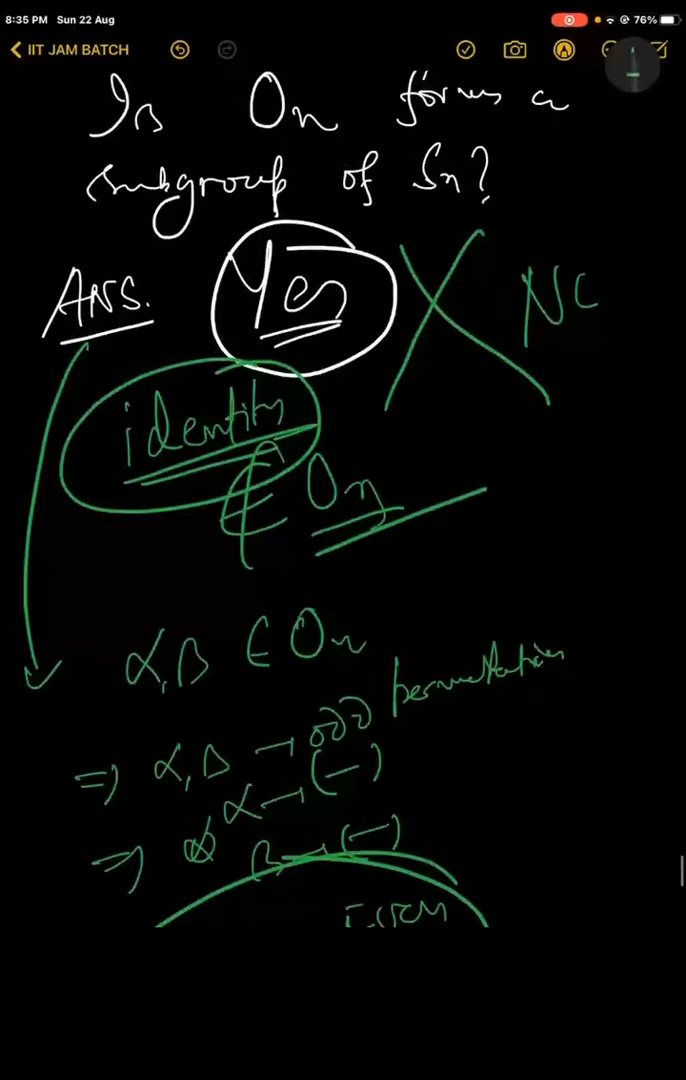 8:35 PM Sun 22 Aug
76%
IIT JAM BATCH
Is On forms a
subgroup of Sn?
ANS. Yes X NO
identity
∉ On
α, β ∈ On
⇒ α, β → odd permutation
⇒ α → (-)
β → (-)